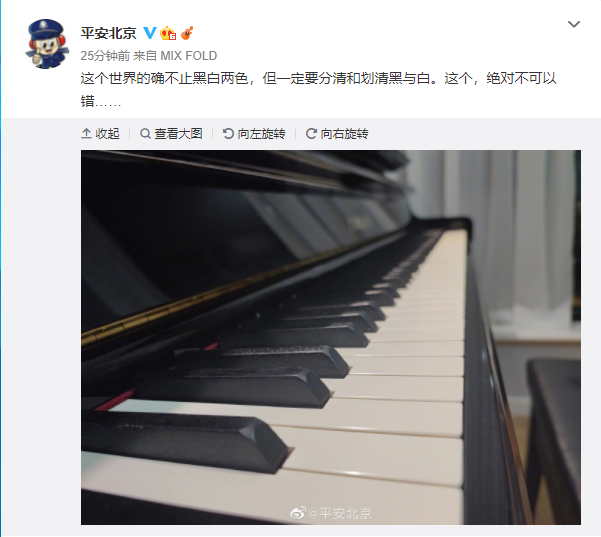 平安北京
25分钟前 来自 MIX FOLD
这个世界的确不止黑白两色，但一定要分清和划清黑与白。这个，绝对不可以
错……
收起 查看大图 向左旋转 向右旋转
@平安北京